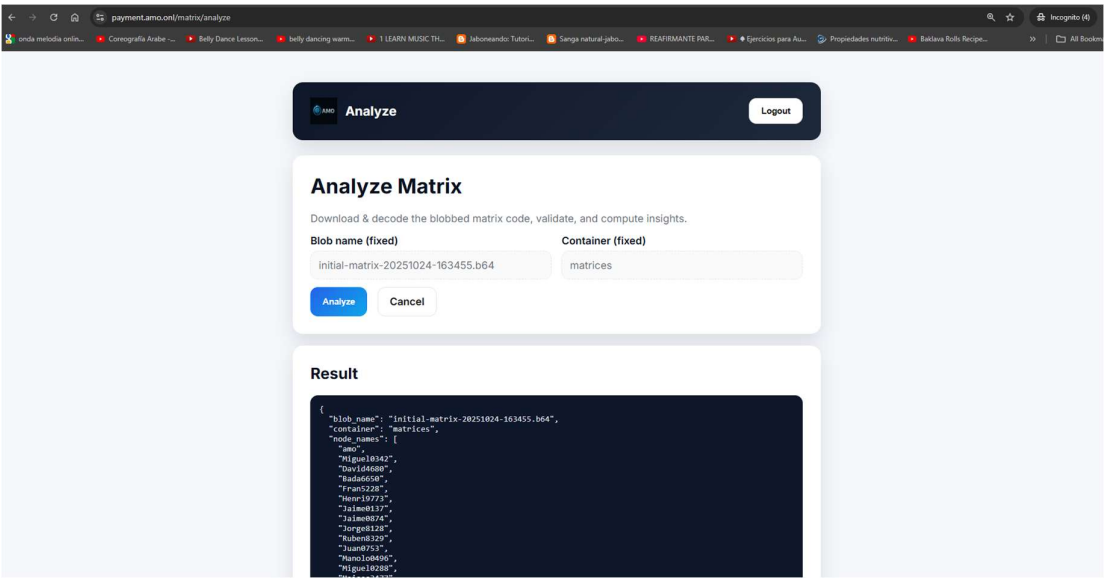 payment.amo.onl/matrix/analyze
Incognito (4)
onda melodia onlin...
Coreografía Arabe -...
Belly Dance Lesson...
belly dancing warm...
1 LEARN MUSIC TH...
Jaboneando: Tutori...
Sanga natural-jabo...
REAFIRMANTE PAR...
Ejercicios para Au...
Propiedades nutritiv...
Baklava Rolls Recipe...
»
All Bookma
AMO
Analyze
Logout
Analyze Matrix
Download & decode the blobbed matrix code, validate, and compute insights.
Blob name (fixed)
Container (fixed)
initial-matrix-20251024-163455.b64
matrices
Analyze
Cancel
Result
{
"blob_name": "initial-matrix-20251024-163455.b64",
"container": "matrices",
"node_names": [
"amo",
"Miguel0342",
"David4680",
"Bada6650",
"Fran5228",
"Henri9773",
"Jaime0137",
"Jaime0874",
"Jorge8128",
"Ruben8329",
"Juan0753",
"Manolo0496",
"Miguel0288",